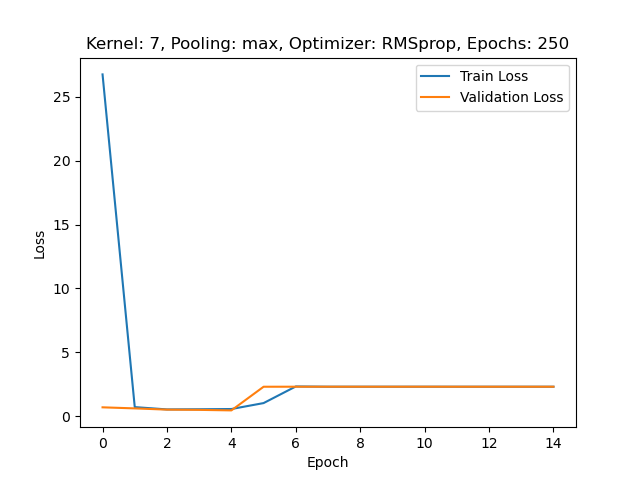 Kernel: 7, Pooling: max, Optimizer: RMSprop, Epochs: 250
Train Loss
Validation Loss
25
20
15
10
5
0
Loss
0 2 4 6 8 10 12 14
Epoch